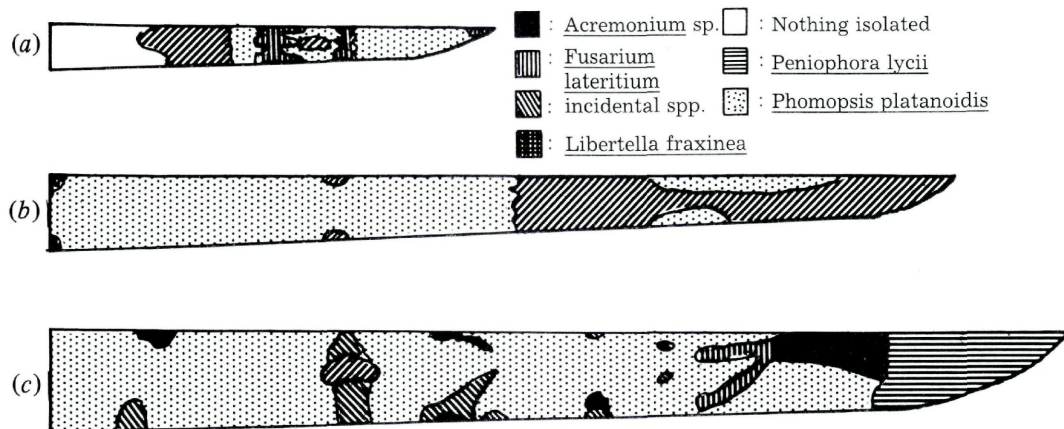 (a)
: Acremonium sp.
: Fusarium
lateritium
: incidental spp.
: Libertella fraxinea
: Nothing isolated
: Peniophora lycii
: Phomopsis platanoidis
(b)
(c)